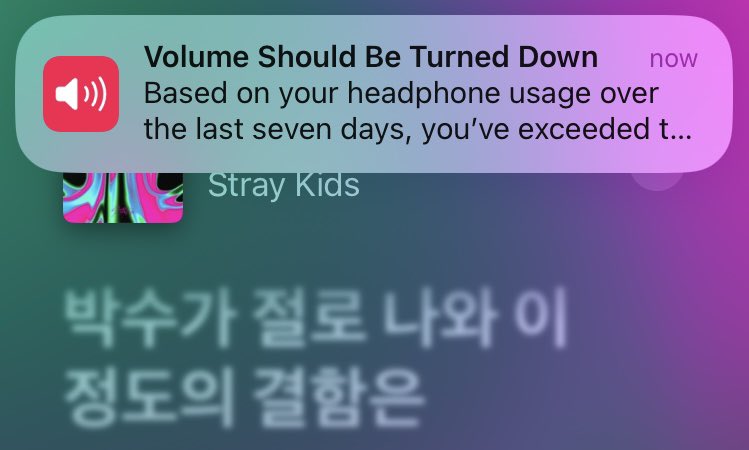 Volume Should Be Turned Down now
Based on your headphone usage over
the last seven days, you’ve exceeded t...
Stray Kids
박수가 절로 나와 이
정도의 결함은